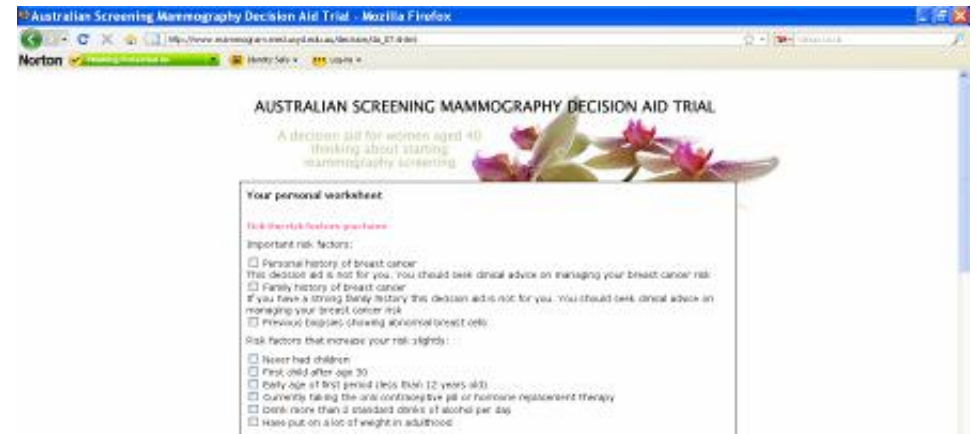 Australian Screening Mammography Decision Aid Trial - Mozilla Firefox
Norton
Identity Safe
AUSTRALIAN SCREENING MAMMOGRAPHY DECISION AID TRIAL
A decision aid for women aged 40
thinking about starting
mammography screening
Your personal worksheet
Tick the risk factors you have
Important risk factors:
Personal history of breast cancer
This decision aid is not for you. You should seek clinical advice on managing your breast cancer risk
Family history of breast cancer
If you have a strong family history this decision aid is not for you. You should seek clinical advice on
managing your breast cancer risk
Previous biopsies showing abnormal breast cells
Risk factors that increase your risk slightly:
Never had children
First child after age 30
Early age of first period (less than 12 years old)
Currently taking the oral contraceptive pill or hormone replacement therapy
Drink more than 2 standard drinks of alcohol per day
Have put on a lot of weight in adulthood